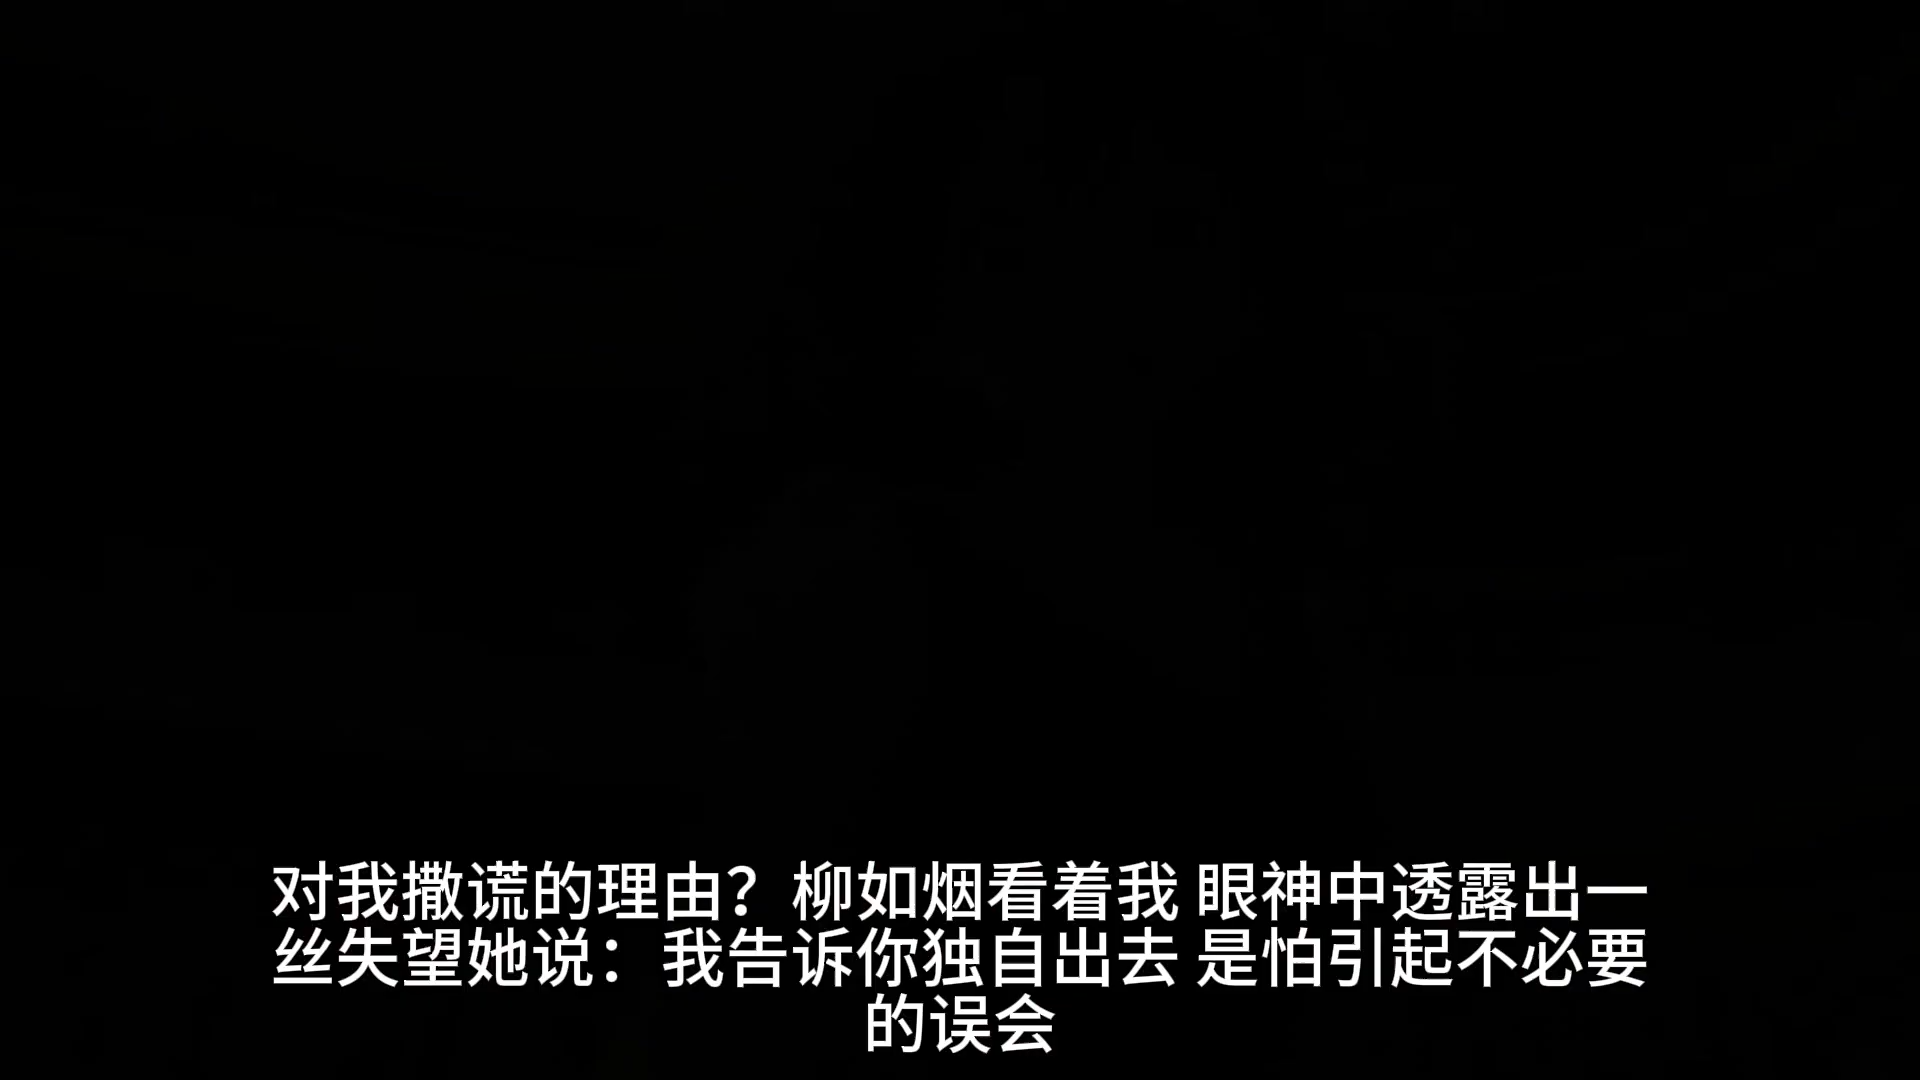 对我撒谎的理由？柳如烟看着我 眼神中透露出一
丝失望她说：我告诉你独自出去 是怕引起不必要
的误会